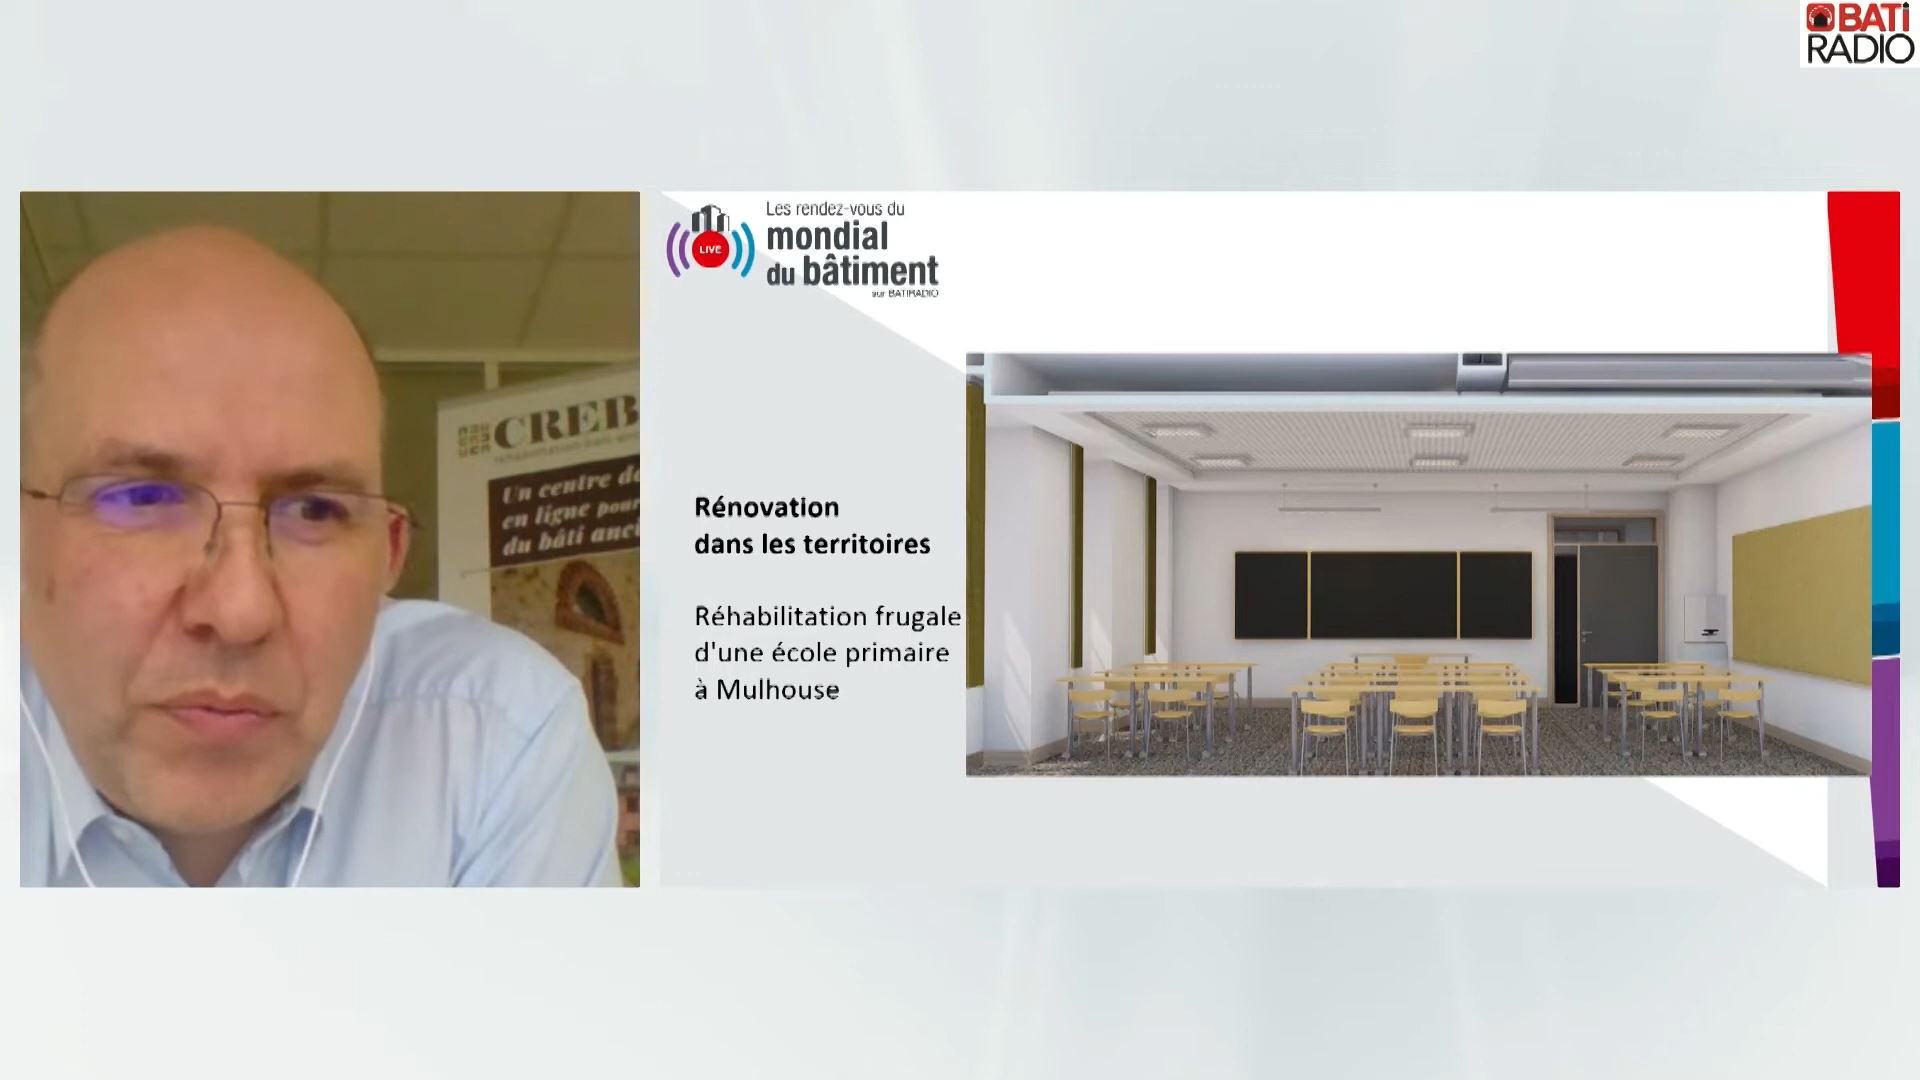 BATi
RADIO
Les rendez-vous du
mondial
du bâtiment
sur BATIRADIO
LIVE
CREB
Un centre de
en ligne pour
du bâti anci
Rénovation
dans les territoires
Réhabilitation frugale
d'une école primaire
à Mulhouse